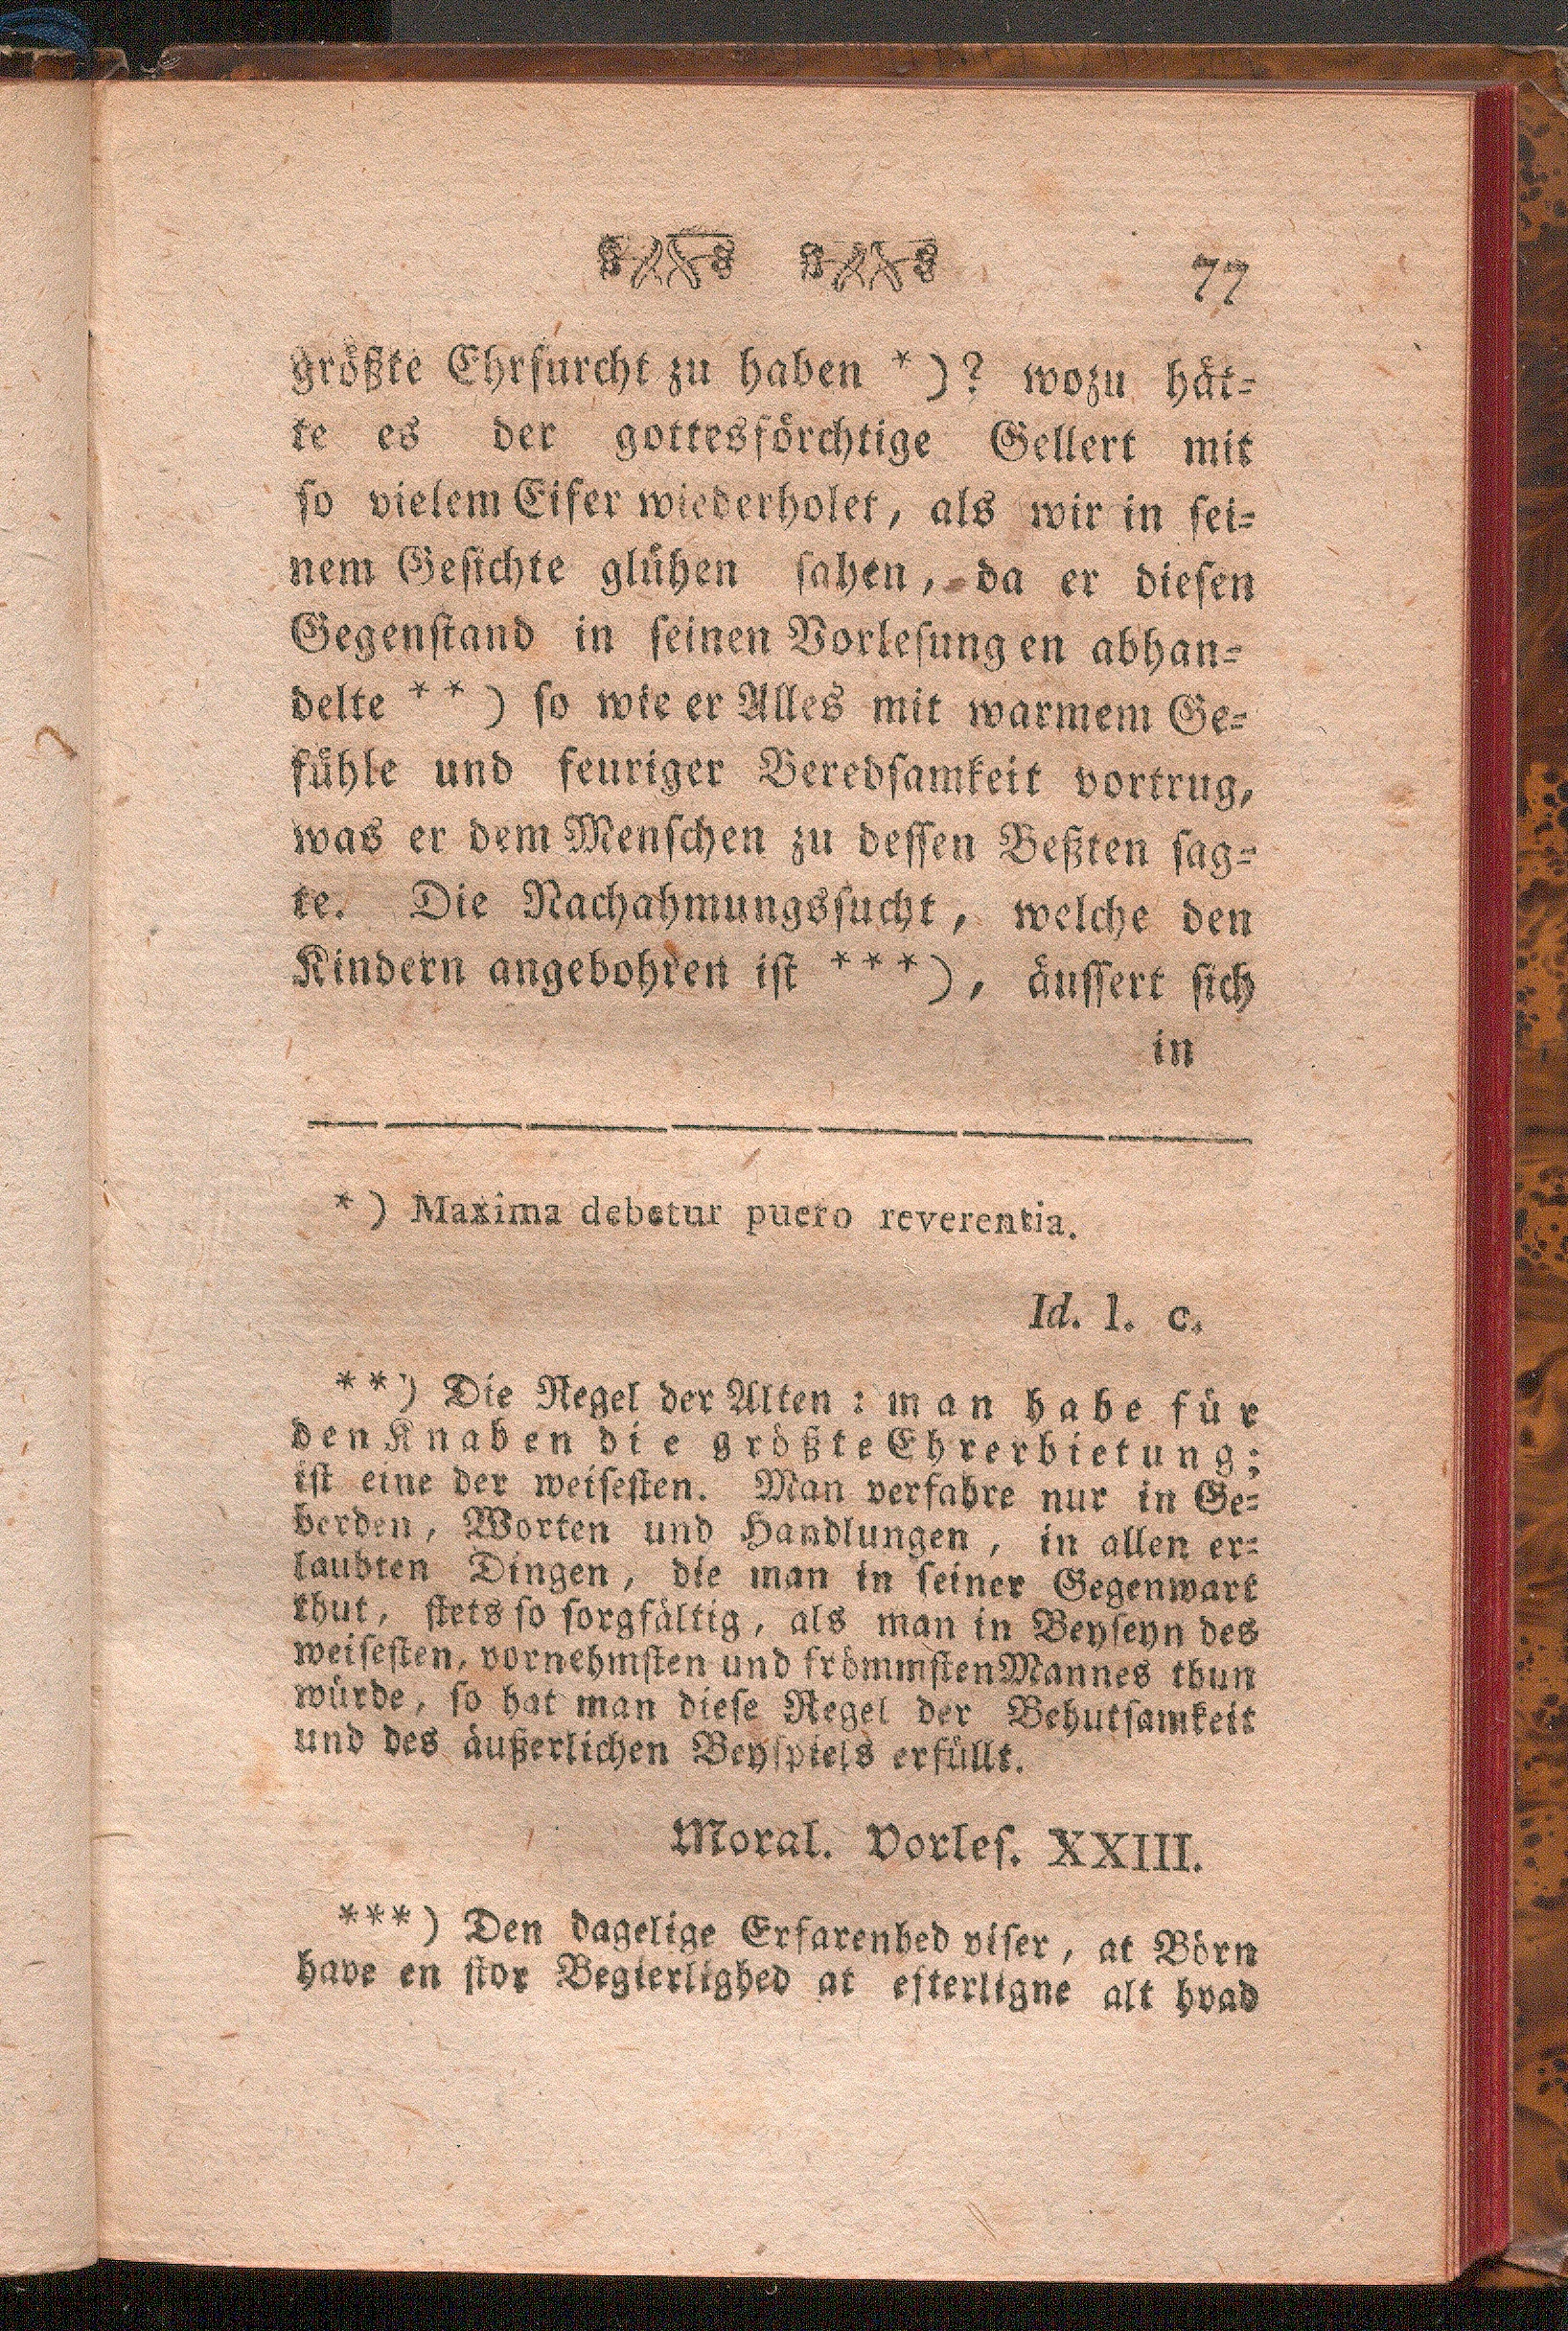 77
größte Ehrfurcht zu haben *)? wozu hät-
te es der gottesförchtige Gellert mit
so vielem Eifer wiederholet, als wir in sei-
nem Gesichte glühen sahen, da er diesen
Gegenstand in seinen Vorlesungen abhan-
delte **) so wie er Alles mit warmem Ge-
fühle und feuriger Beredsamkeit vortrug,
was er dem Menschen zu dessen Beßten sag-
te. Die Nachahmungssucht, welche den
Kindern angebohren ist ***), äussert sich
in
*) Maxima debetur puero reverentia.
Id. l. c.
**) Die Regel der Alten: man habe für
den Knaben die größte Ehrerbietung;
ist eine der weisesten. Man verfahre nur in Ge-
berden, Worten und Handlungen, in allen er-
laubten Dingen, die man in seiner Gegenwart
thut, stets so sorgfältig, als man in Beyseyn des
weisesten, vornehmsten und frömmsten Mannes thun
würde, so hat man diese Regel der Behutsamkeit
und des äußerlichen Beyspiels erfüllt.
Moral. Vorles. XXIII.
***) Den dagelige Erfarenhed viser, at Börn
have en stor Begierlighed at efterligne alt hvad